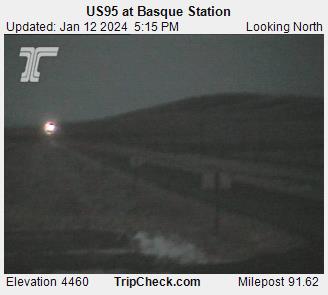 US95 at Basque Station
Updated: Jan 12 2024 5:15 PM Looking North
Elevation 4460 TripCheck.com Milepost 91.62